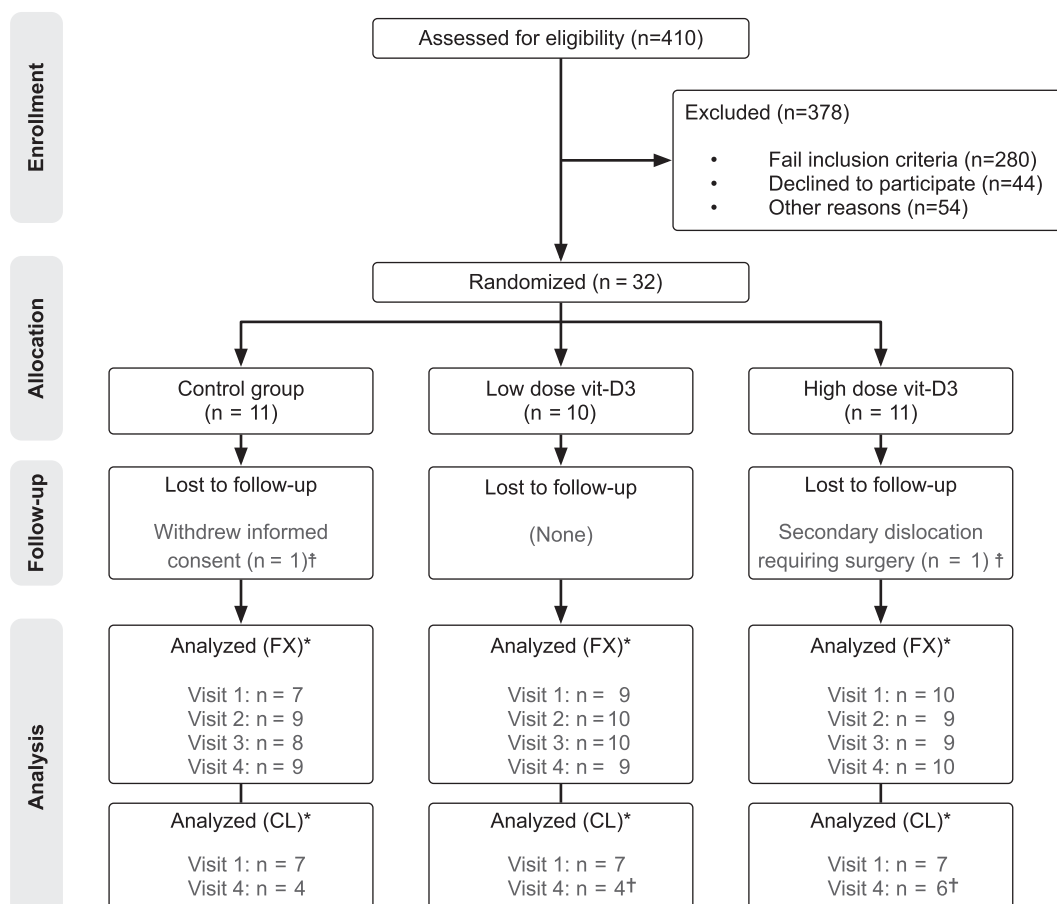 Enrollment
Assessed for eligibility (n=410)
Excluded (n=378)
• Fail inclusion criteria (n=280)
• Declined to participate (n=44)
• Other reasons (n=54)
Allocation
Randomized (n = 32)
Control group
(n = 11)
Low dose vit-D3
(n = 10)
High dose vit-D3
(n = 11)
Follow-up
Lost to follow-up
Withdrew informed
consent (n = 1)☨
Lost to follow-up
(None)
Lost to follow-up
Secondary dislocation
requiring surgery (n = 1) ☨
Analysis
Analyzed (FX)*
Visit 1: n = 7
Visit 2: n = 9
Visit 3: n = 8
Visit 4: n = 9
Analyzed (FX)*
Visit 1: n = 9
Visit 2: n = 10
Visit 3: n = 10
Visit 4: n = 9
Analyzed (FX)*
Visit 1: n = 10
Visit 2: n = 9
Visit 3: n = 9
Visit 4: n = 10
Analyzed (CL)*
Visit 1: n = 7
Visit 4: n = 4
Analyzed (CL)*
Visit 1: n = 7
Visit 4: n = 4†
Analyzed (CL)*
Visit 1: n = 7
Visit 4: n = 6†